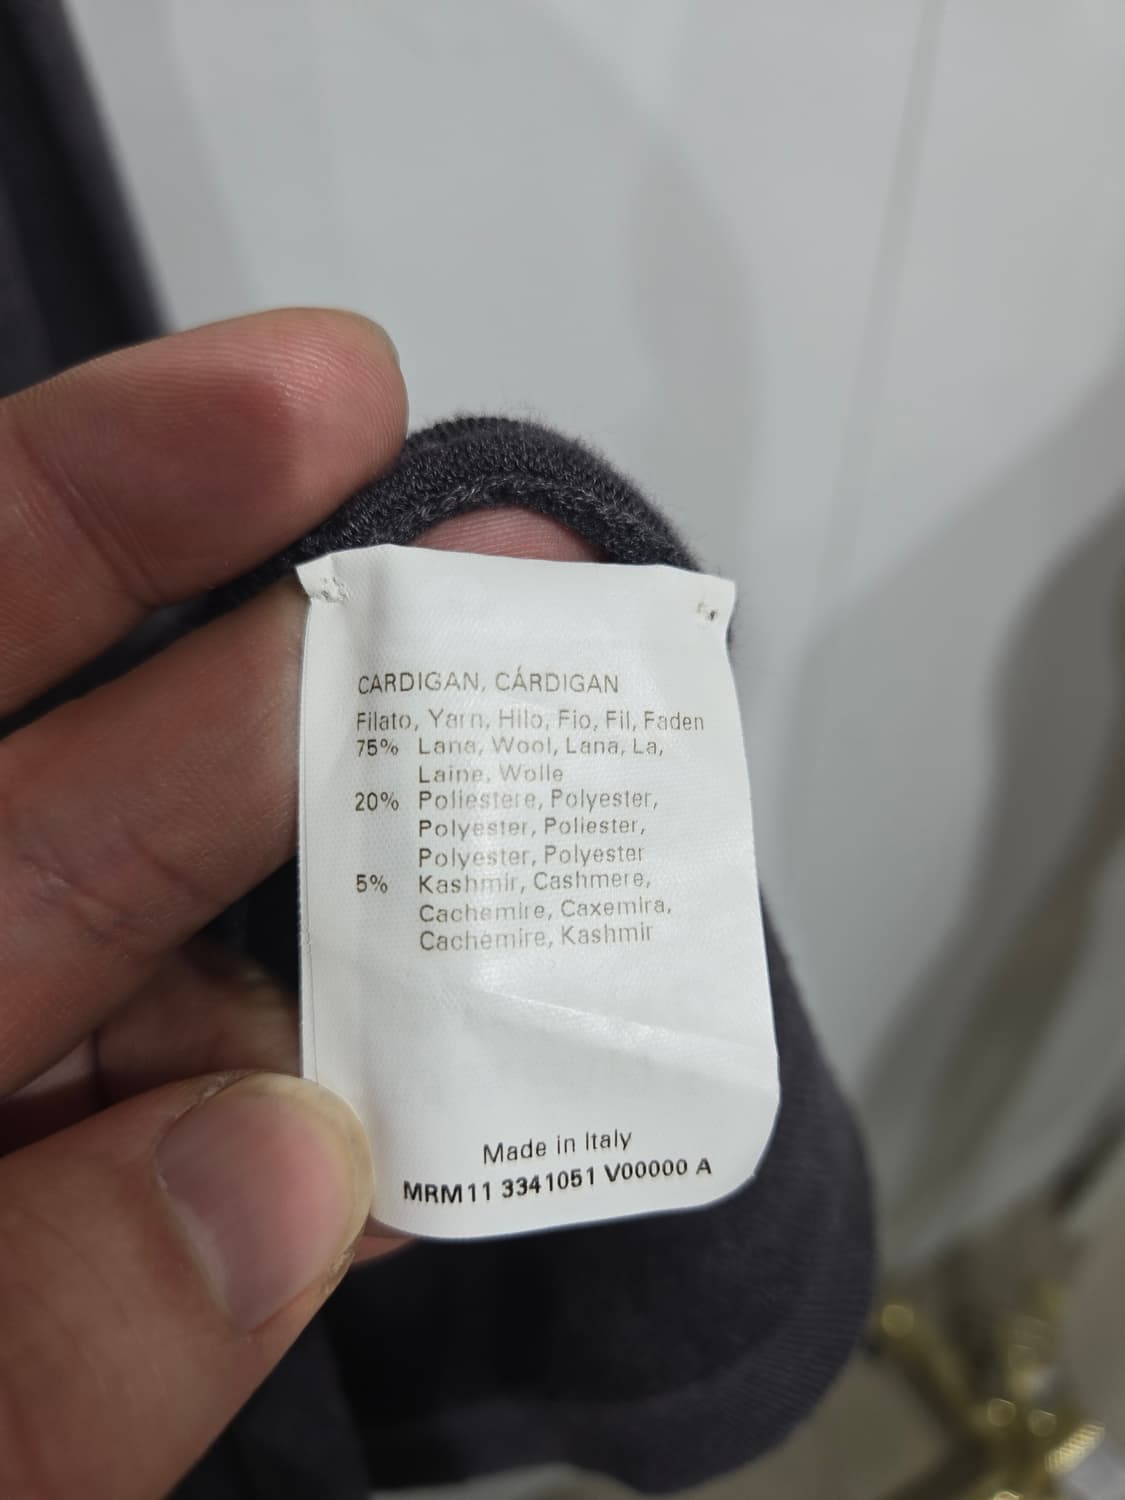 CARDIGAN, CÁRDIGAN
Filato, Yarn, Hilo, Fio, Fil, Faden
75% Lana, Wool, Lana, La,
Laine, Wolle
20% Poliestere, Polyester,
Polyester, Poliester,
Polyester, Polyester
5% Kashmir, Cashmere,
Cachemire, Caxemira,
Cachemire, Kashmir
Made in Italy
MRM11 3341051 V00000 A